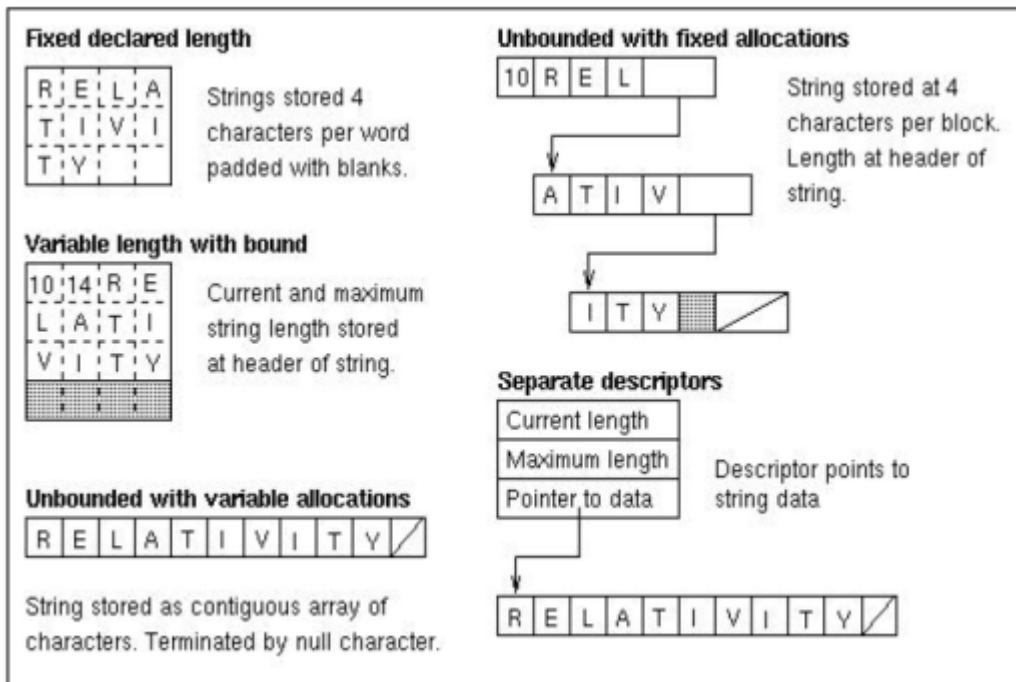 Fixed declared length
R E L A
T I V I
T Y
Strings stored 4
characters per word
padded with blanks.
Variable length with bound
10 14 R E
L A T I
V I T Y
Current and maximum
string length stored
at header of string.
Unbounded with variable allocations
R E L A T I V I T Y
String stored as contiguous array of
characters. Terminated by null character.
Unbounded with fixed allocations
10 R E L
A T I V
I T Y
String stored at 4
characters per block.
Length at header of
string.
Separate descriptors
Current length
Maximum length
Pointer to data
Descriptor points to
string data
R E L A T I V I T Y